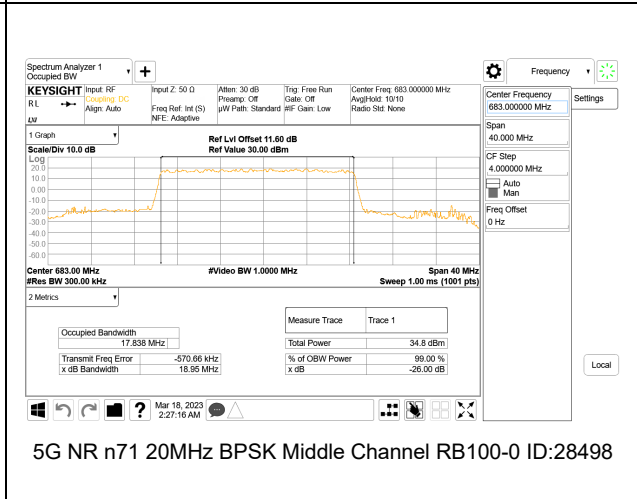 Spectrum Analyzer 1
Occupied BW
+
Frequency
KEYSIGHT
RL
Input: RF
Coupling: DC
Align: Auto
Input Z: 50 Ω
Freq Ref: Int (S)
NFE: Adaptive
Atten: 30 dB
Preamp: Off
µW Path: Standard
Trig: Free Run
Gate: Off
#IF Gain: Low
Center Freq: 683.000000 MHz
Avg|Hold: 10/10
Radio Std: None
Center Frequency
683.000000 MHz
Settings
Span
40.000 MHz
CF Step
4.000000 MHz
Auto
Man
Freq Offset
0 Hz
Local
1 Graph
Scale/Div 10.0 dB
Ref Lvl Offset 11.60 dB
Ref Value 30.00 dBm
Log
20.0
10.0
0.00
-10.0
-20.0
-30.0
-40.0
-50.0
-60.0
Center 683.00 MHz
#Video BW 1.0000 MHz
Span 40 MHz
#Res BW 300.00 kHz
Sweep 1.00 ms (1001 pts)
2 Metrics
Measure Trace Trace 1
Occupied Bandwidth
17.838 MHz
Total Power 34.8 dBm
Transmit Freq Error -570.66 kHz
% of OBW Power 99.00 %
x dB Bandwidth 18.95 MHz
x dB -26.00 dB
?
Mar 18, 2023
2:27:16 AM
5G NR n71 20MHz BPSK Middle Channel RB100-0 ID:28498